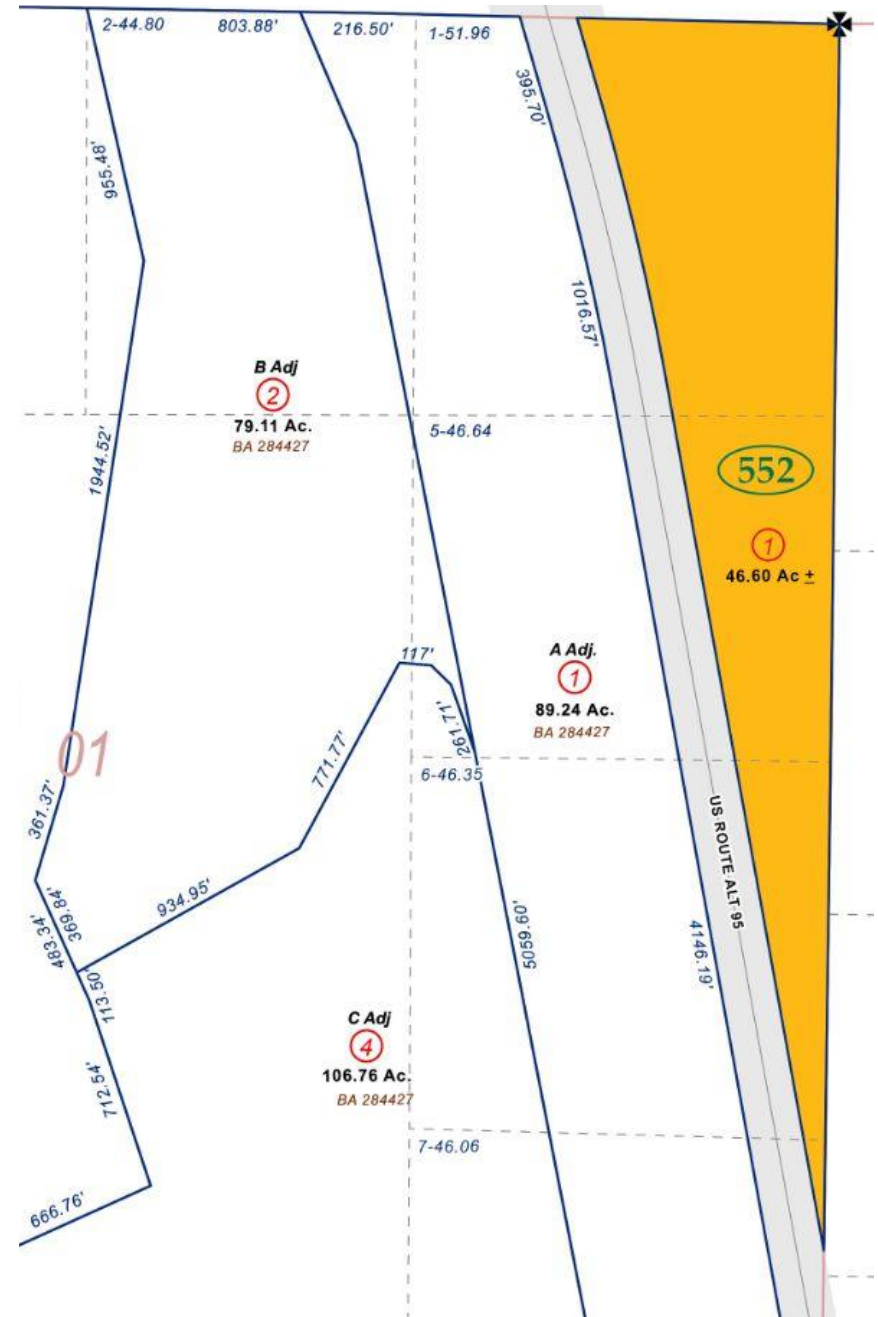 2-44.80
803.88'
216.50'
1-51.96
395.70'
955.48'
1016.57'
B Adj
2
79.11 Ac.
BA 284427
5-46.64
1944.52'
552
1
46.60 Ac ±
117'
A Adj.
1
89.24 Ac.
BA 284427
261.71'
6-46.35
01
771.77'
361.37'
US ROUTE ALT 95
934.95'
369.84'
483.34'
5059.60'
4146.19'
113.50'
C Adj
4
106.76 Ac.
BA 284427
712.54'
7-46.06
666.76'